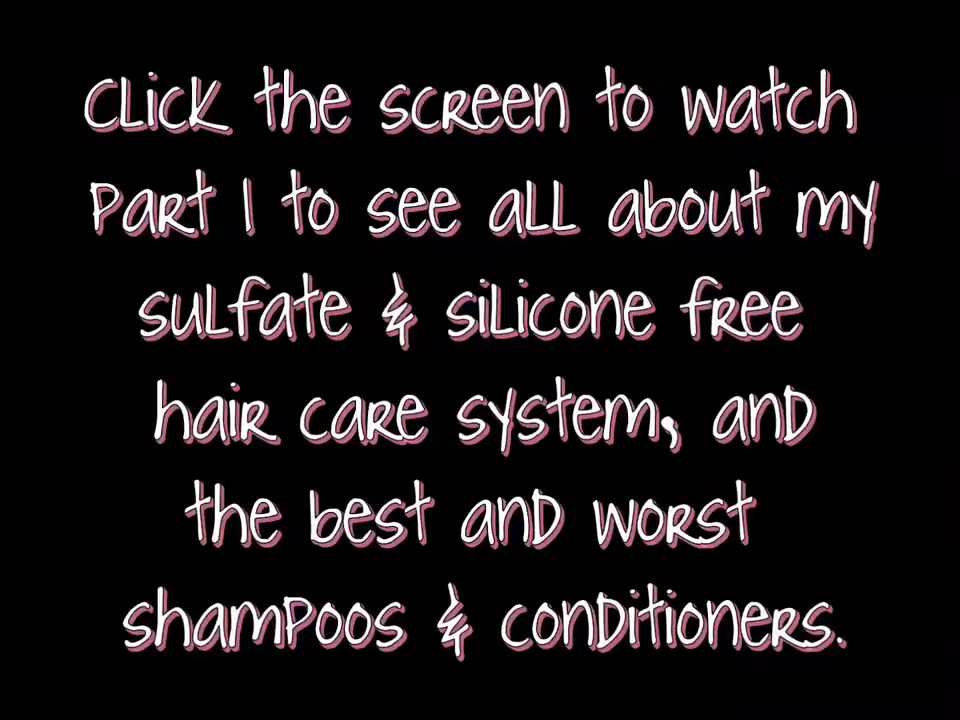 Click the screen to watch
Part 1 to see all about my
sulfate & silicone free
hair care system, and
the best and worst
shampoos & conditioners.